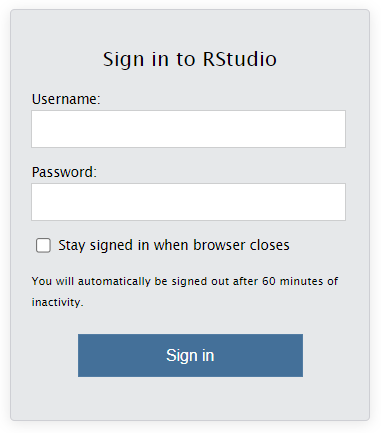 Sign in to RStudio
Username:
Password:
Stay signed in when browser closes
You will automatically be signed out after 60 minutes of
inactivity.
Sign in